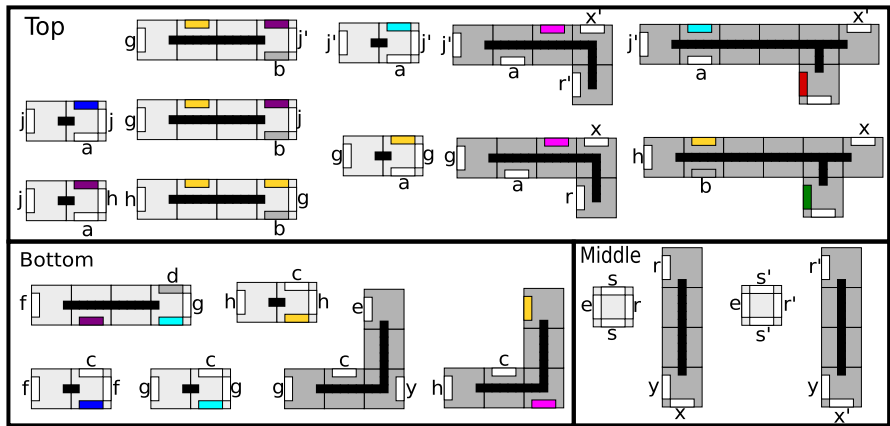 Top
g j' b
j' j' a
j' a x' r'
j' a x'
j j a
g j b
g g a
g a x r
h b x
j h a
h g b
Bottom
f d g
h c h
e g c y
h c
f c f
g c g
Middle
e s r s
r y x
e s' r' s'
r' y x'